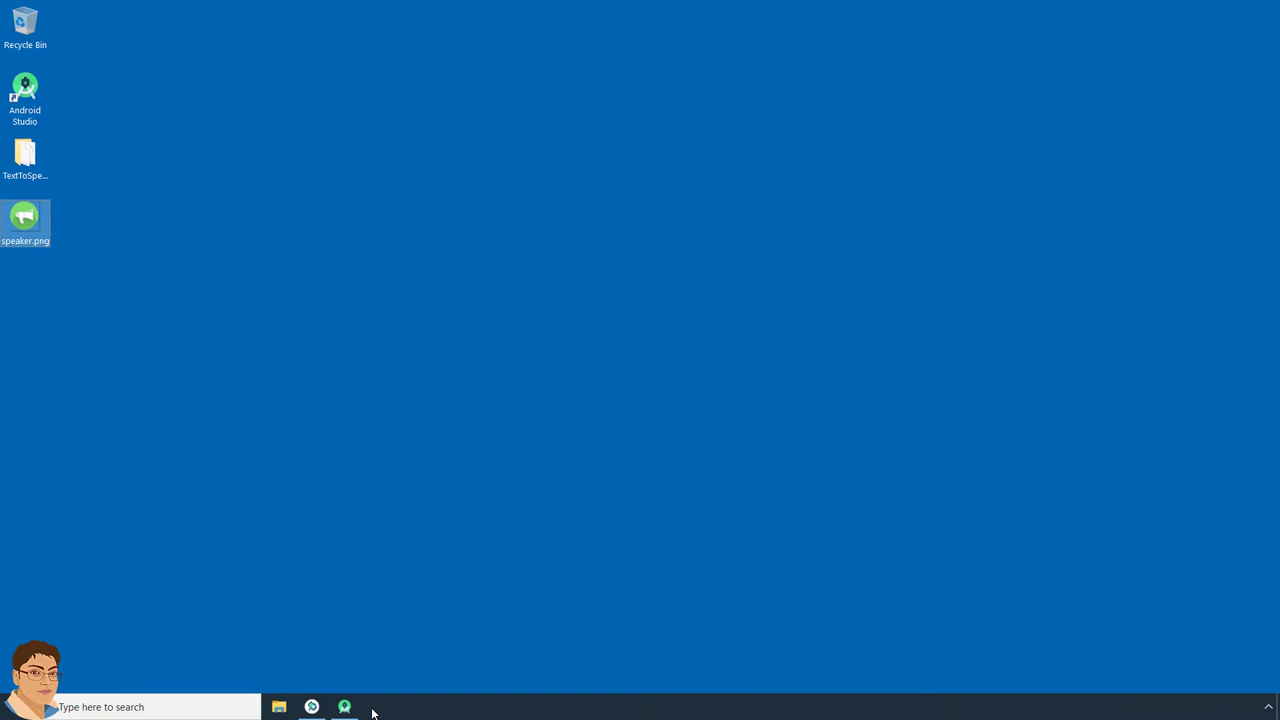 Recycle Bin
Android
Studio
TextToSpe...
speaker.png
Type here to search